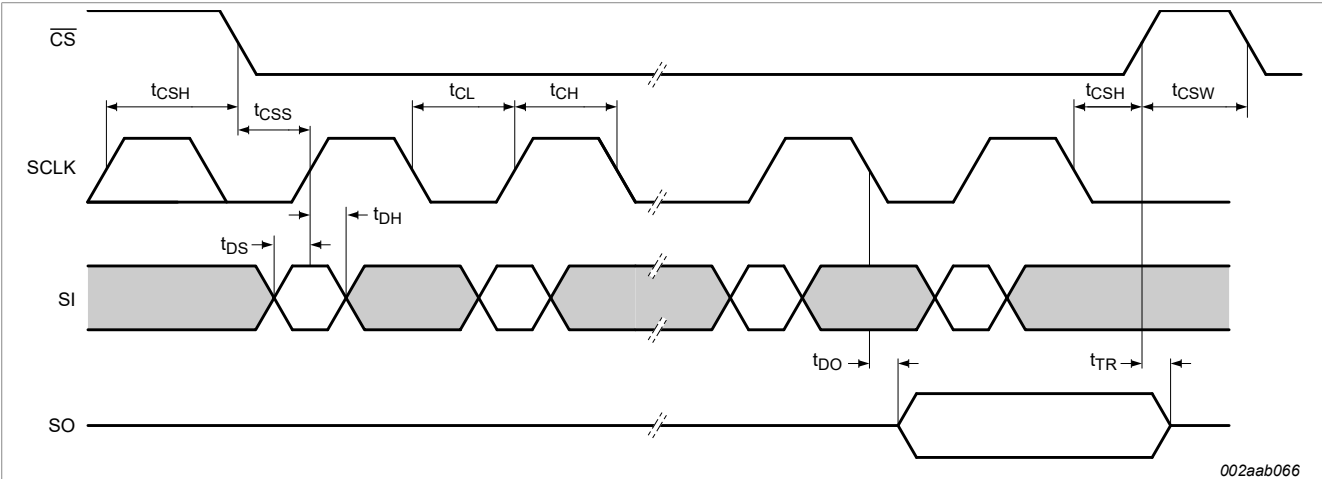 CS
tCSH
tCSS
tCL
tCH
tCSH
tCSW
SCLK
tDH
tDS
SI
tDO
tTR
SO
002aab066